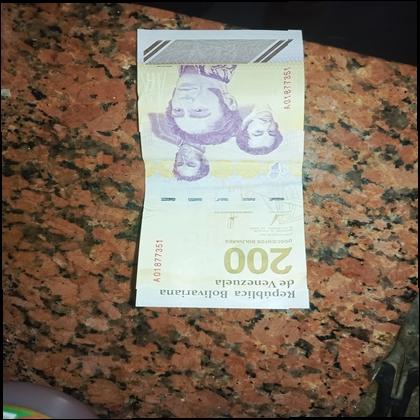 República Bolivariana
de Venezuela
200
DOSCIENTOS BOLÍVARES
A01877351
A01877351